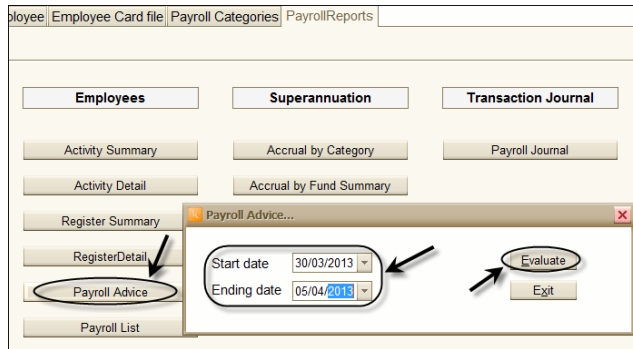 loyee Employee Card file Payroll Categories PayrollReports
Employees Superannuation Transaction Journal
Activity Summary Accrual by Category Payroll Journal
Activity Detail Accrual by Fund Summary
Register Summary
Payroll Advice...
RegisterDetail
Start date 30/03/2013 Evaluate
Payroll Advice
Ending date 05/04/2013 Exit
Payroll List